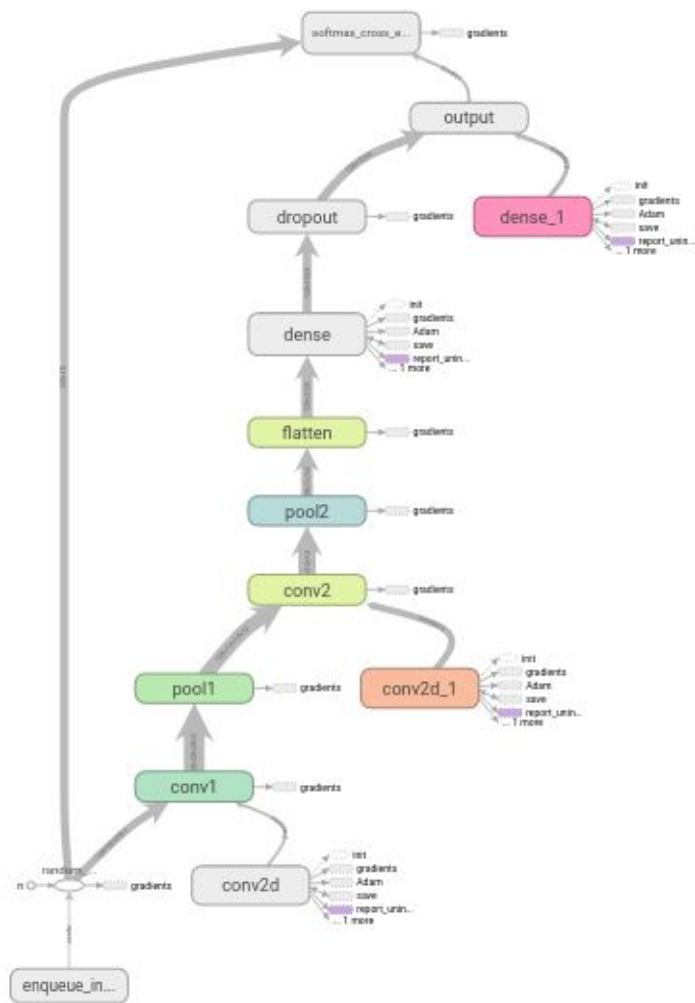 softmax_cross_e...
gradients
output
init
gradients
Adam
save
report_unin...
... 1 more
dense_1
dropout
gradients
init
gradients
Adam
save
report_unin...
... 1 more
dense
flatten
gradients
pool2
gradients
conv2
gradients
init
gradients
Adam
save
report_unin...
... 1 more
conv2d_1
pool1
gradients
conv1
gradients
init
gradients
Adam
save
report_unin...
... 1 more
conv2d
n
gradients
enqueue_in...